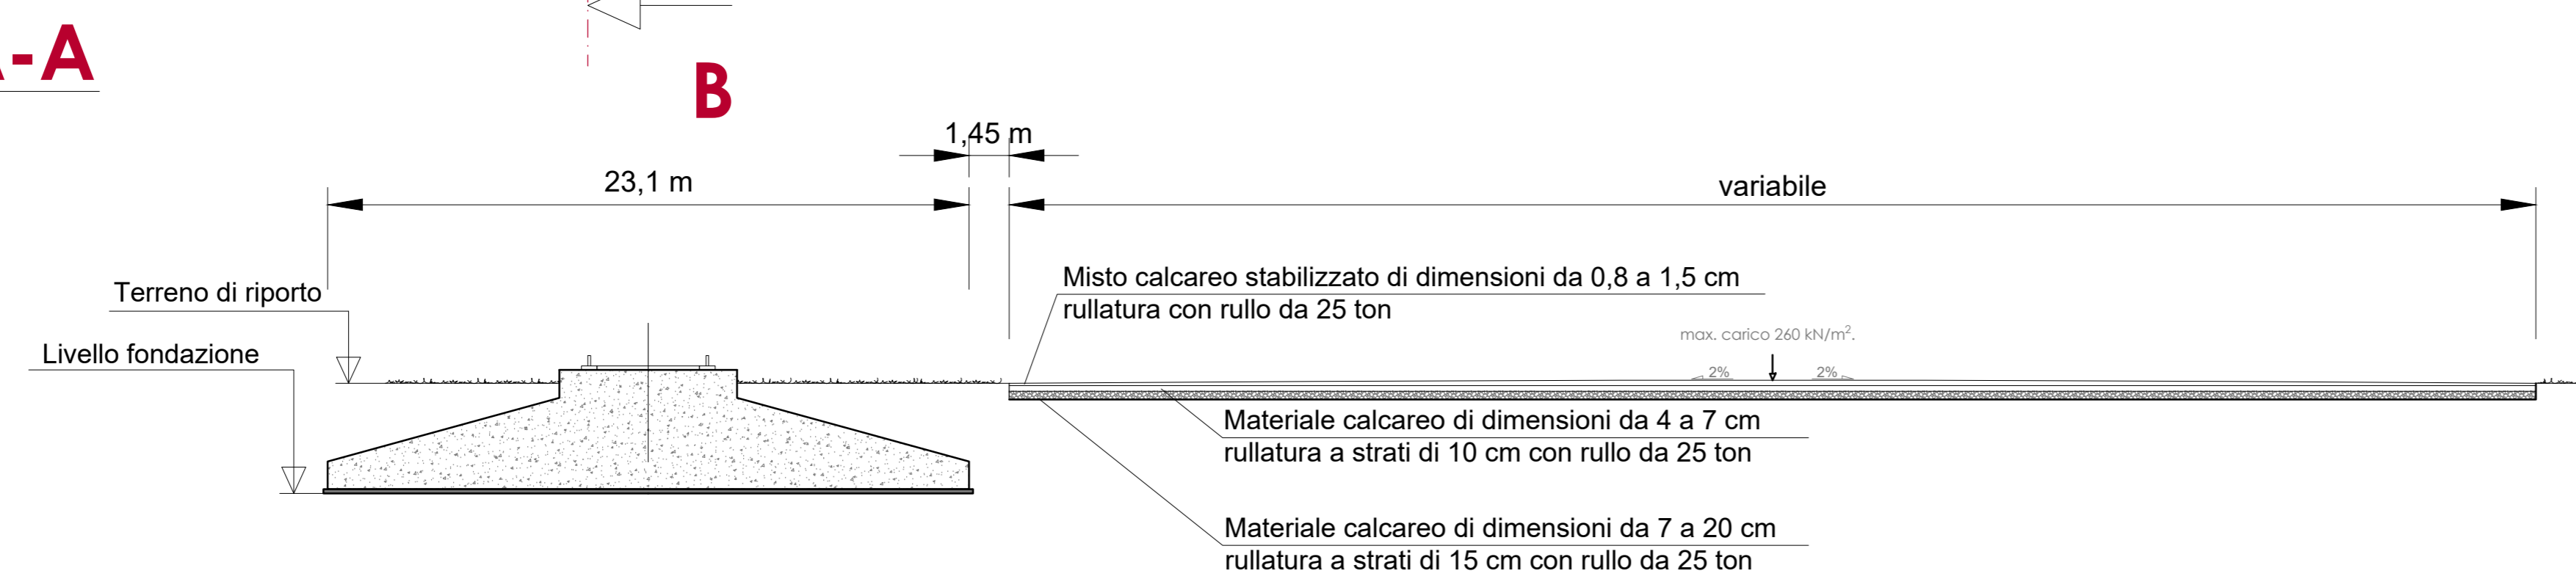 -A
B
1,45 m
23,1 m
variabile
Terreno di riporto
Misto calcareo stabilizzato di dimensioni da 0,8 a 1,5 cm
rullatura con rullo da 25 ton
max. carico 260 kN/m².
Livello fondazione
2%
2%
Materiale calcareo di dimensioni da 4 a 7 cm
rullatura a strati di 10 cm con rullo da 25 ton
Materiale calcareo di dimensioni da 7 a 20 cm
rullatura a strati di 15 cm con rullo da 25 ton